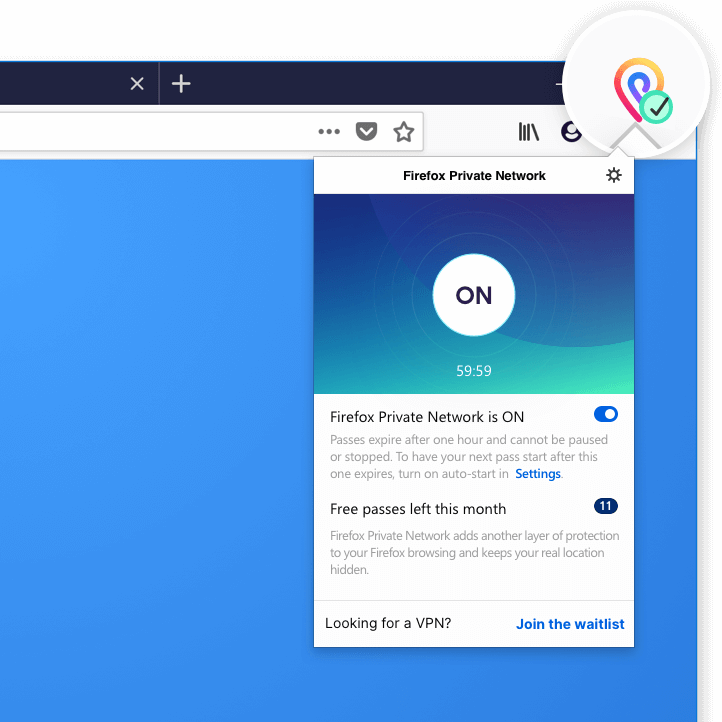 Firefox Private Network
ON
59:59
Firefox Private Network is ON
Passes expire after one hour and cannot be paused
or stopped. To have your next pass start after this
one expires, turn on auto-start in Settings.
Free passes left this month 11
Firefox Private Network adds another layer of protection
to your Firefox browsing and keeps your real location
hidden.
Looking for a VPN? Join the waitlist